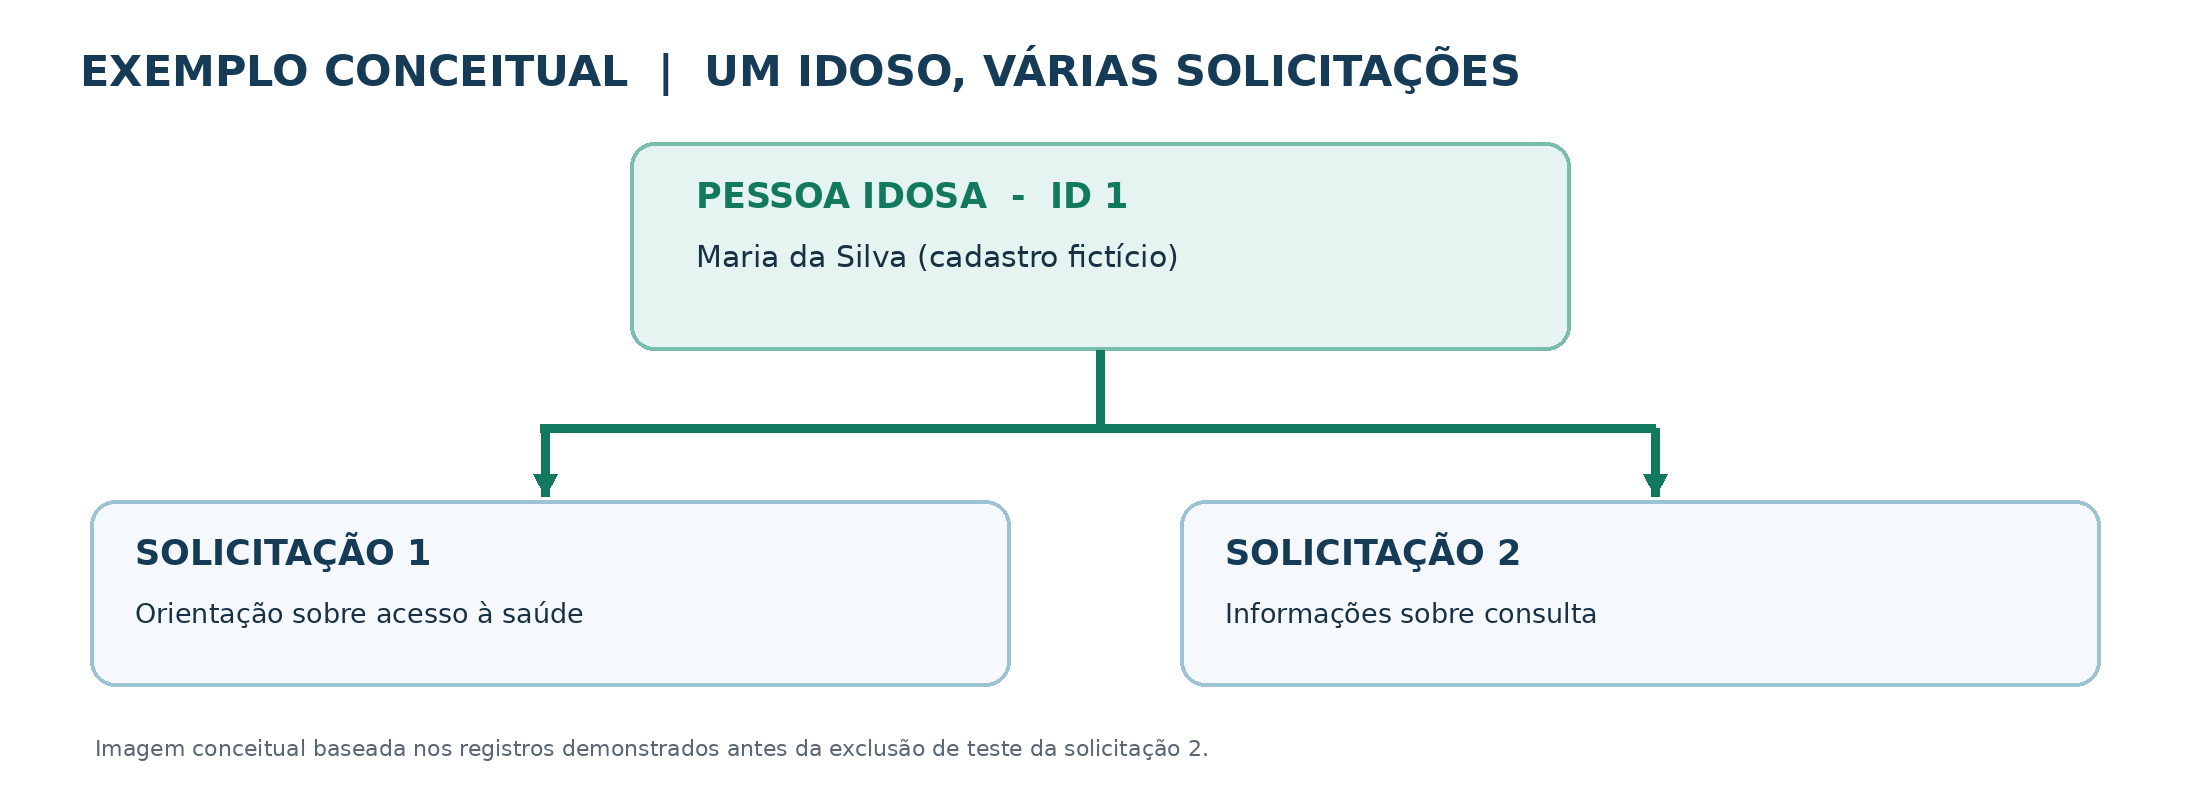 EXEMPLO CONCEITUAL | UM IDOSO, VÁRIAS SOLICITAÇÕES
PESSOA IDOSA - ID 1
Maria da Silva (cadastro fictício)
SOLICITAÇÃO 1
Orientação sobre acesso à saúde
SOLICITAÇÃO 2
Informações sobre consulta
Imagem conceitual baseada nos registros demonstrados antes da exclusão de teste da solicitação 2.